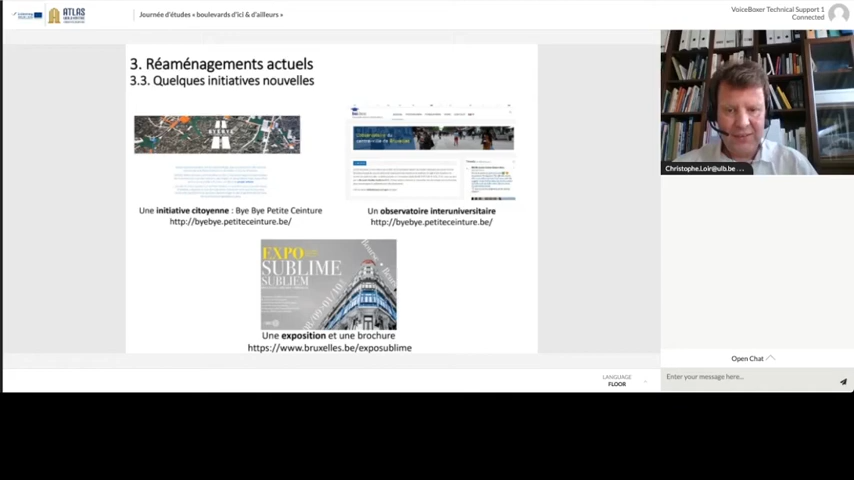 ATLAS
Journée d'études « boulevards d'ici & d'ailleurs »
VoiceBoxer Technical Support 1
Connected
3. Réaménagements actuels
3.3. Quelques initiatives nouvelles
Christophe.Loir@ulb.be ...
Une initiative citoyenne : Bye Bye Petite Ceinture
http://byebye.petiteceinture.be/
Un observatoire interuniversitaire
http://byebye.petiteceinture.be/
EXPO
SUBLIME
SUBLIEM
Une exposition et une brochure
https://www.bruxelles.be/exposublime
Open Chat
Enter your message here...
LANGUAGE
FLOOR